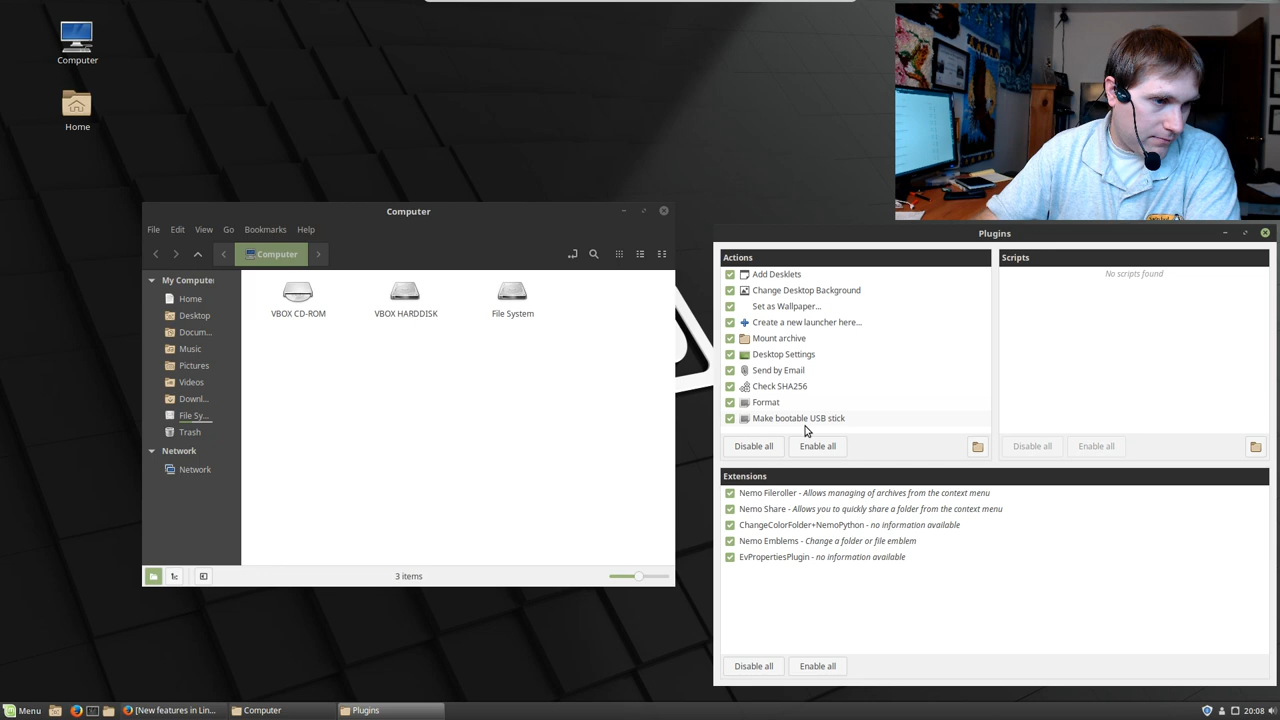 Computer
Home
Computer
File Edit View Go Bookmarks Help
Computer
My Compute
Home
Desktop
Docum...
Music
Pictures
Videos
Downl...
File Sy...
Trash
Network
Network
VBOX CD-ROM
VBOX HARDDISK
File System
3 items
Plugins
Actions
Add Desklets
Change Desktop Background
Set as Wallpaper...
Create a new launcher here...
Mount archive
Desktop Settings
Send by Email
Check SHA256
Format
Make bootable USB stick
Disable all Enable all
Scripts
No scripts found
Disable all Enable all
Extensions
Nemo Fileroller - Allows managing of archives from the context menu
Nemo Share - Allows you to quickly share a folder from the context menu
ChangeColorFolder+NemoPython - no information available
Nemo Emblems - Change a folder or file emblem
EvPropertiesPlugin - no information available
Disable all Enable all
Menu [New features in Lin... Computer Plugins 20:08